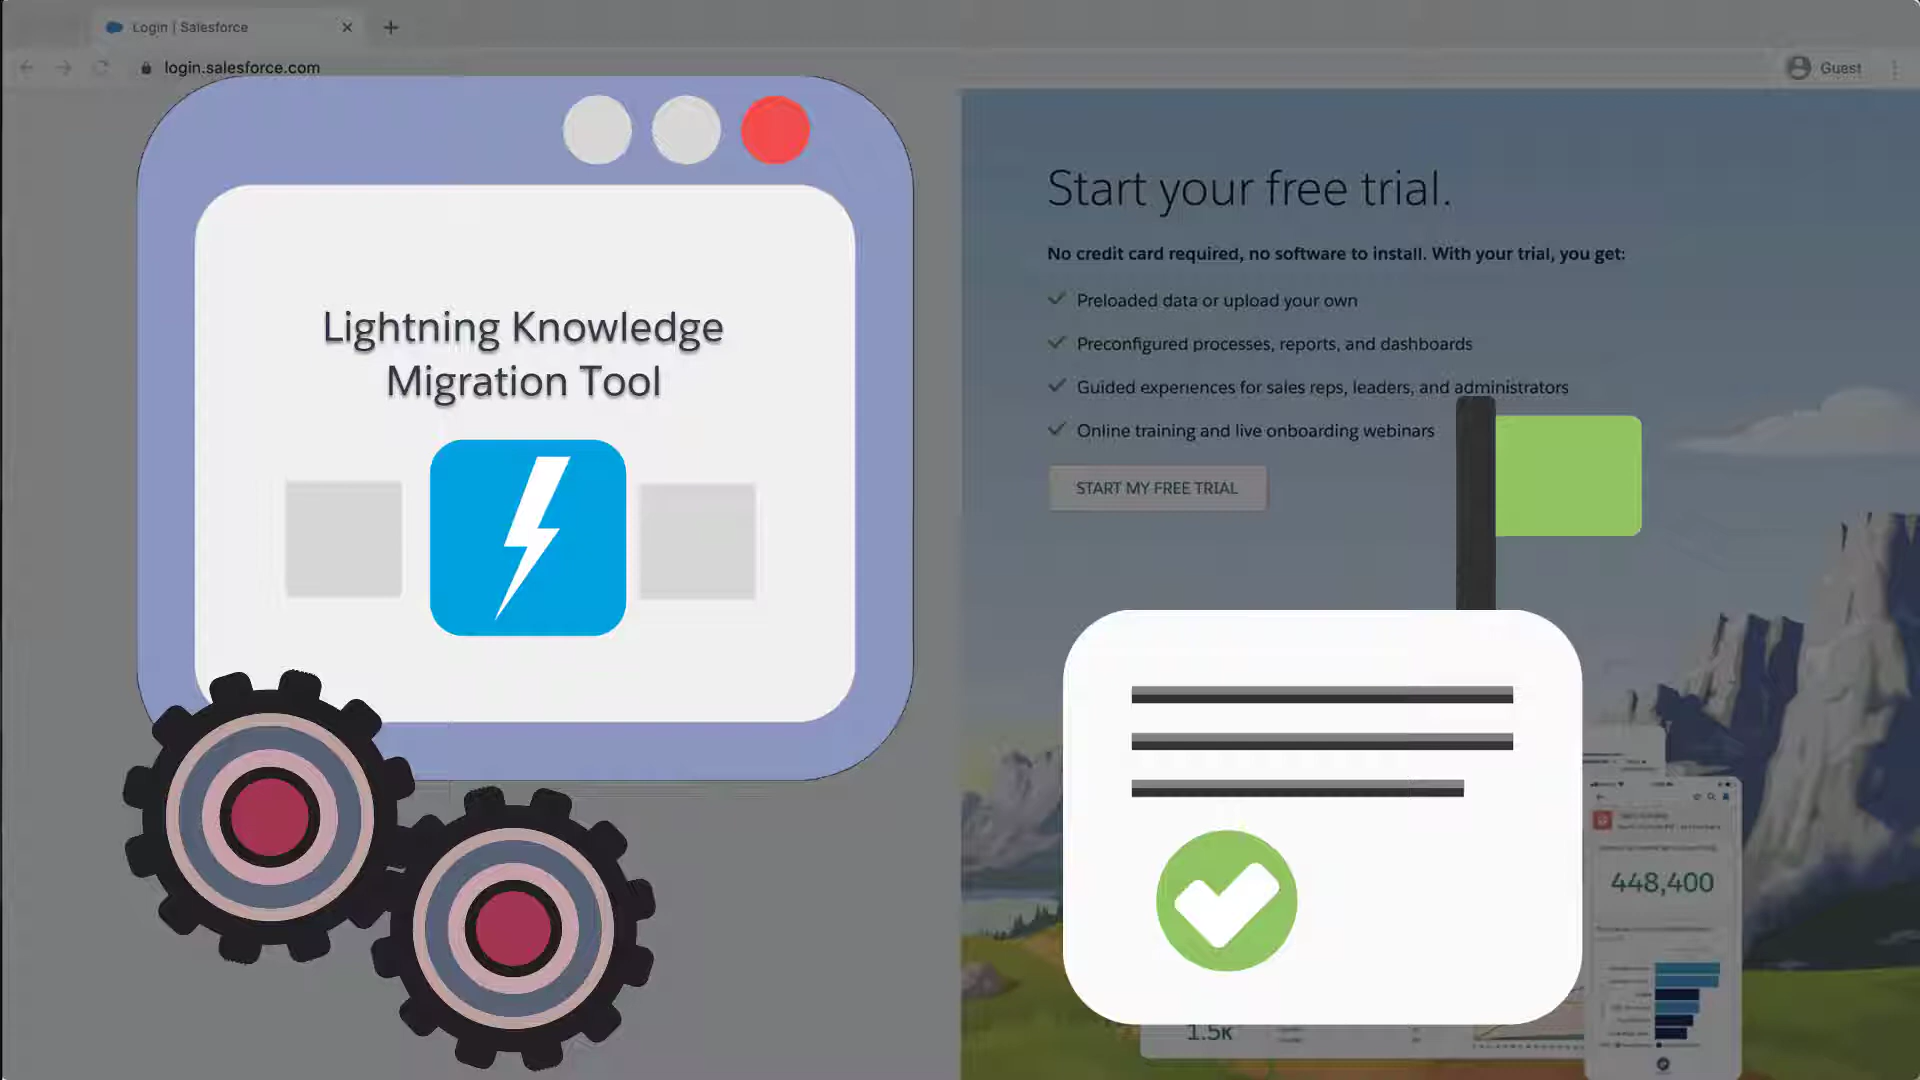 Login | Salesforce
login.salesforce.com
Guest
Lightning Knowledge
Migration Tool
Start your free trial.
No credit card required, no software to install. With your trial, you get:
Preloaded data or upload your own
Preconfigured processes, reports, and dashboards
Guided experiences for sales reps, leaders, and administrators
Online training and live onboarding webinars
START MY FREE TRIAL
448,400
1.5K